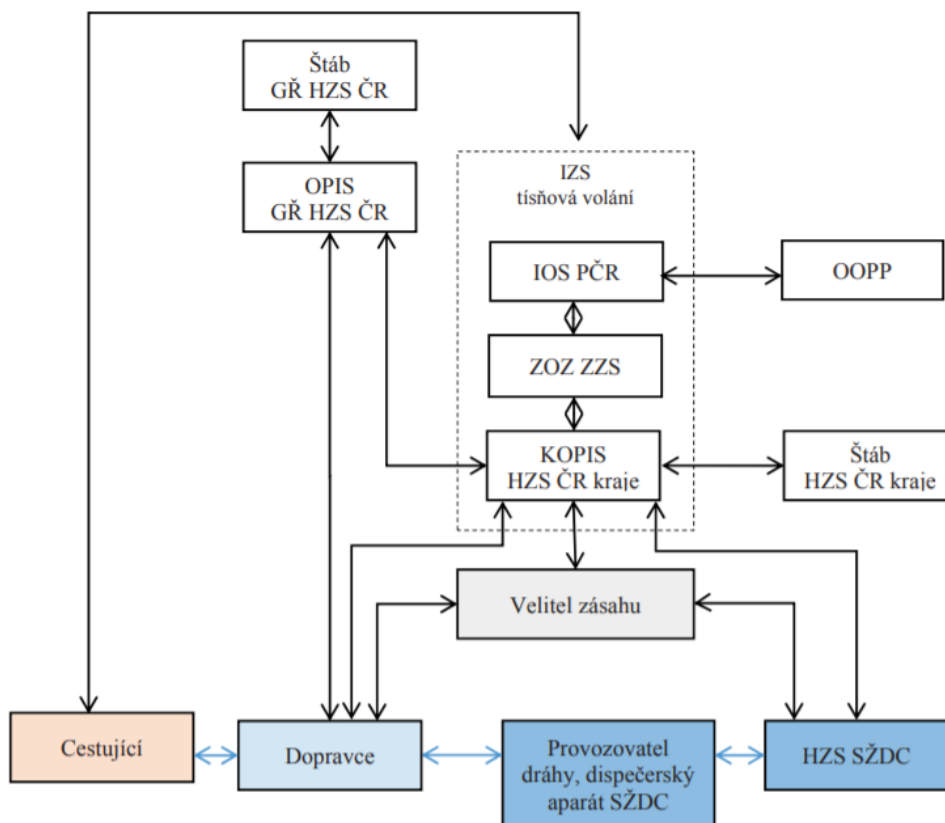 Štáb
GŘ HZS ČR
OPIS
GŘ HZS ČR
IZS
tísňová volání
IOS PČR
OOPP
ZOZ ZZS
KOPIS
HZS ČR kraje
Štáb
HZS ČR kraje
Velitel zásahu
Cestující
Dopravce
Provozovatel
dráhy, dispečerský
aparát SŽDC
HZS SŽDC